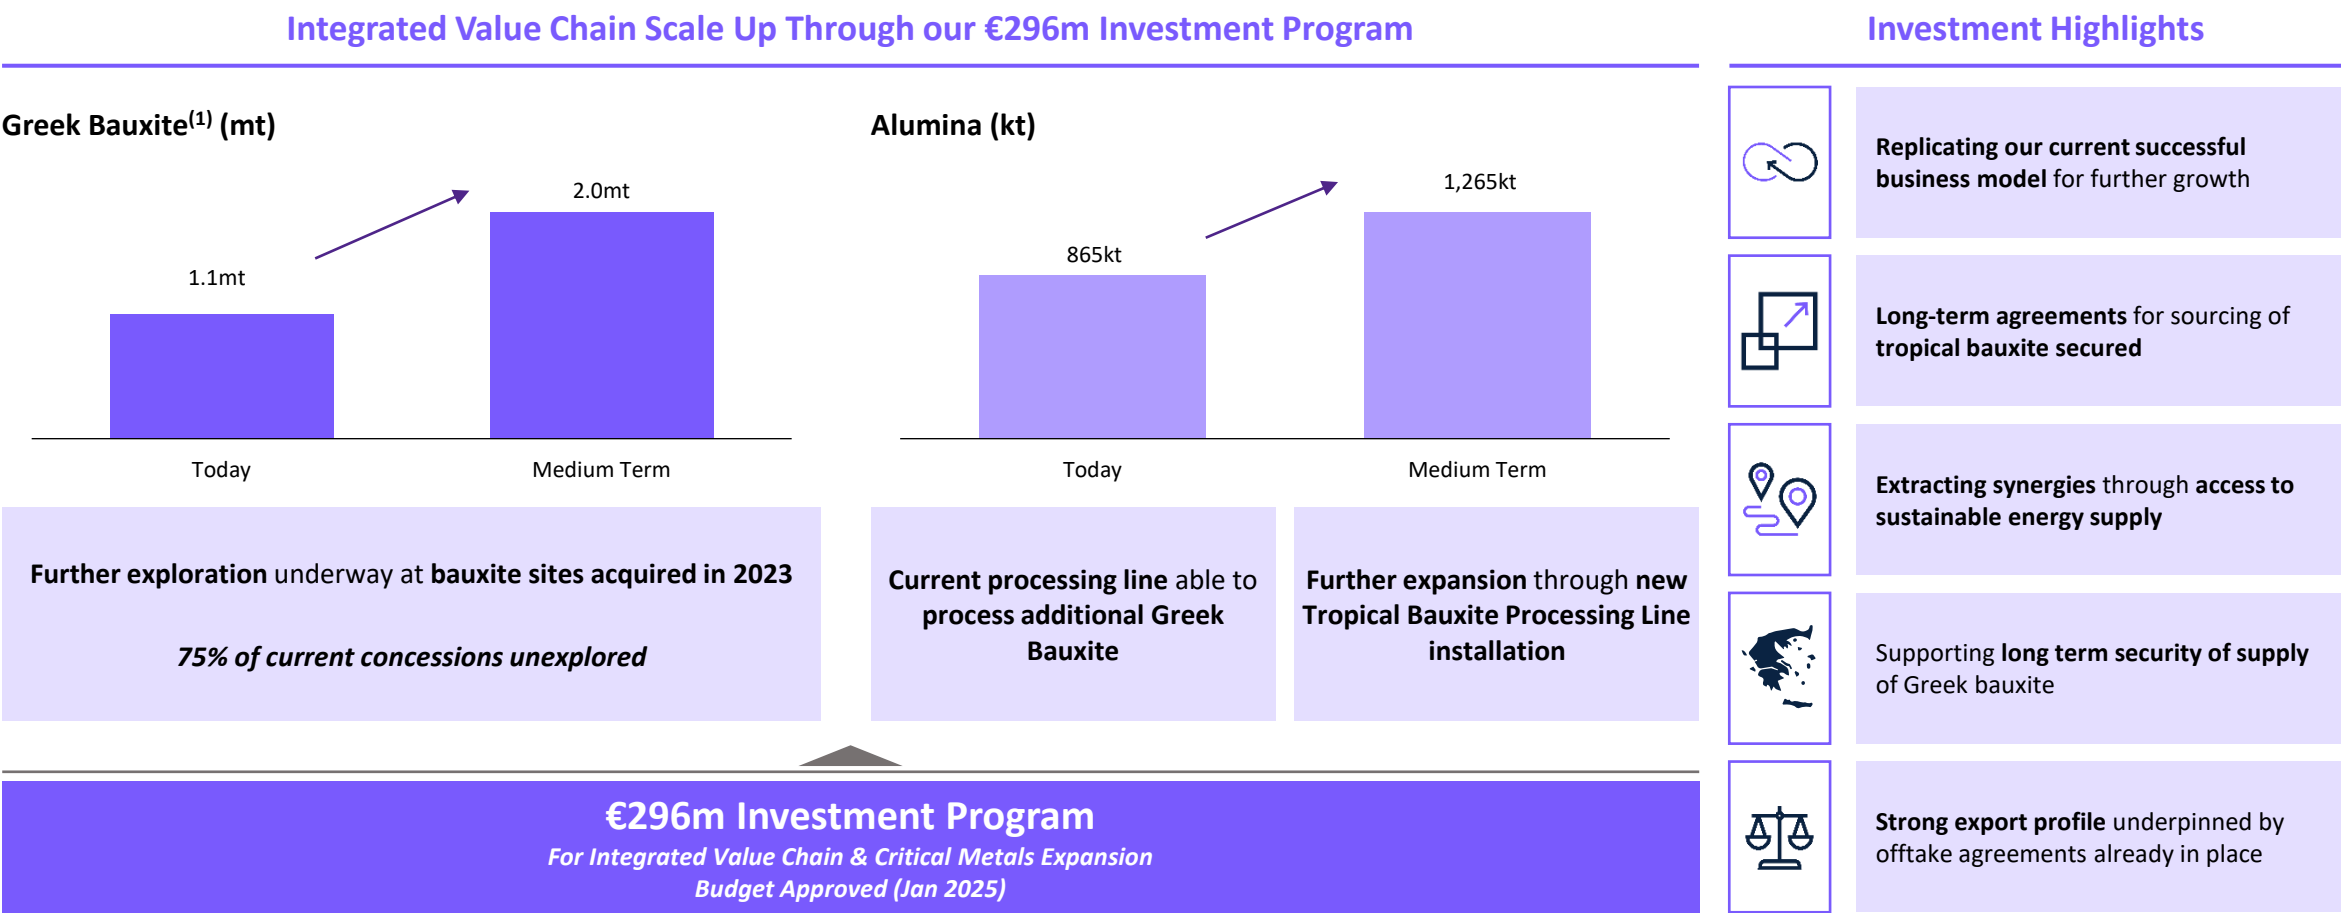 Integrated Value Chain Scale Up Through our €296m Investment Program
Greek Bauxite(1) (mt)
1.1mt
2.0mt
Today
Medium Term
Further exploration underway at bauxite sites acquired in 2023
75% of current concessions unexplored
Alumina (kt)
865kt
1,265kt
Today
Medium Term
Current processing line able to
process additional Greek
Bauxite
Further expansion through new
Tropical Bauxite Processing Line
installation
€296m Investment Program
For Integrated Value Chain & Critical Metals Expansion
Budget Approved (Jan 2025)
Investment Highlights
Replicating our current successful
business model for further growth
Long-term agreements for sourcing of
tropical bauxite secured
Extracting synergies through access to
sustainable energy supply
Supporting long term security of supply
of Greek bauxite
Strong export profile underpinned by
offtake agreements already in place